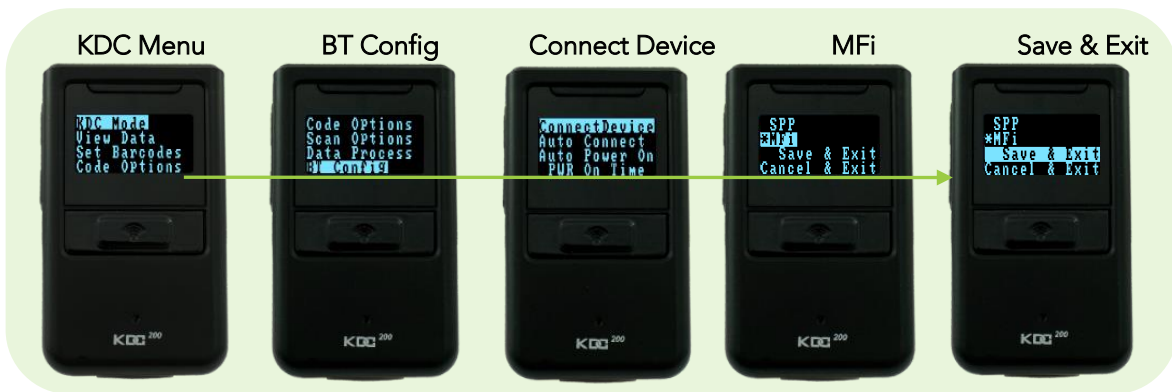 KDC Menu
BT Config
Connect Device
MFi
Save & Exit
KDC Mode
View Data
Set Barcodes
Code Options
Code Options
Scan Options
Data Process
BT Config
ConnectDevice
Auto Connect
Auto Power On
PWR On Time
SPP
*MFi
Save & Exit
Cancel & Exit
SPP
*MFi
Save & Exit
Cancel & Exit
KDC 200
KDC 200
KDC 200
KDC 200
KDC 200